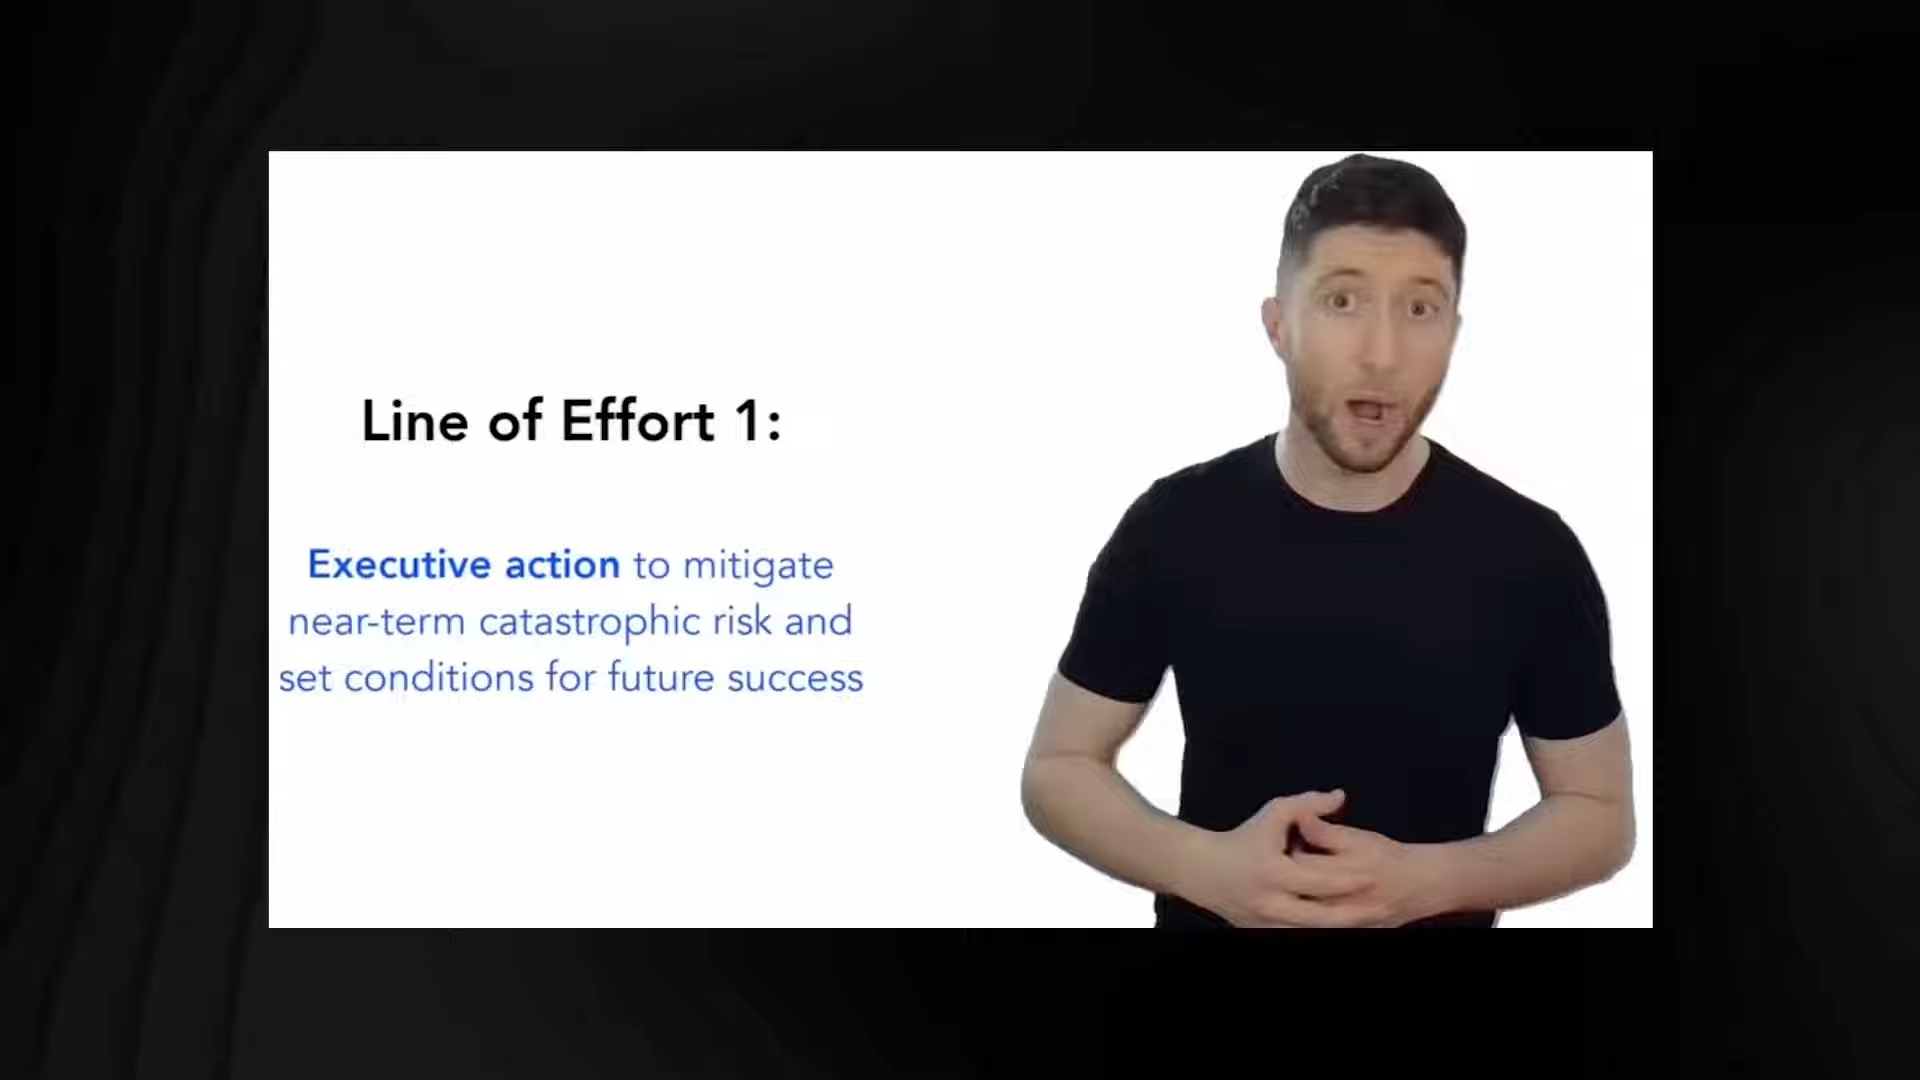 Line of Effort 1:
Executive action to mitigate
near-term catastrophic risk and
set conditions for future success